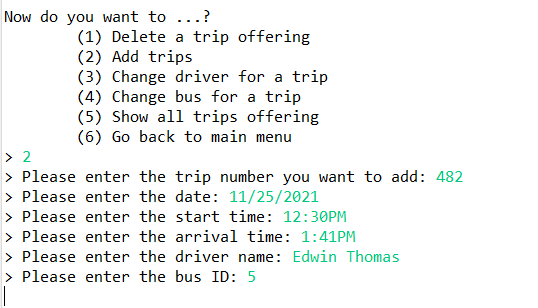 Now do you want to ...?
(1) Delete a trip offering
(2) Add trips
(3) Change driver for a trip
(4) Change bus for a trip
(5) Show all trips offering
(6) Go back to main menu
> 2
> Please enter the trip number you want to add: 482
> Please enter the date: 11/25/2021
> Please enter the start time: 12:30PM
> Please enter the arrival time: 1:41PM
> Please enter the driver name: Edwin Thomas
> Please enter the bus ID: 5